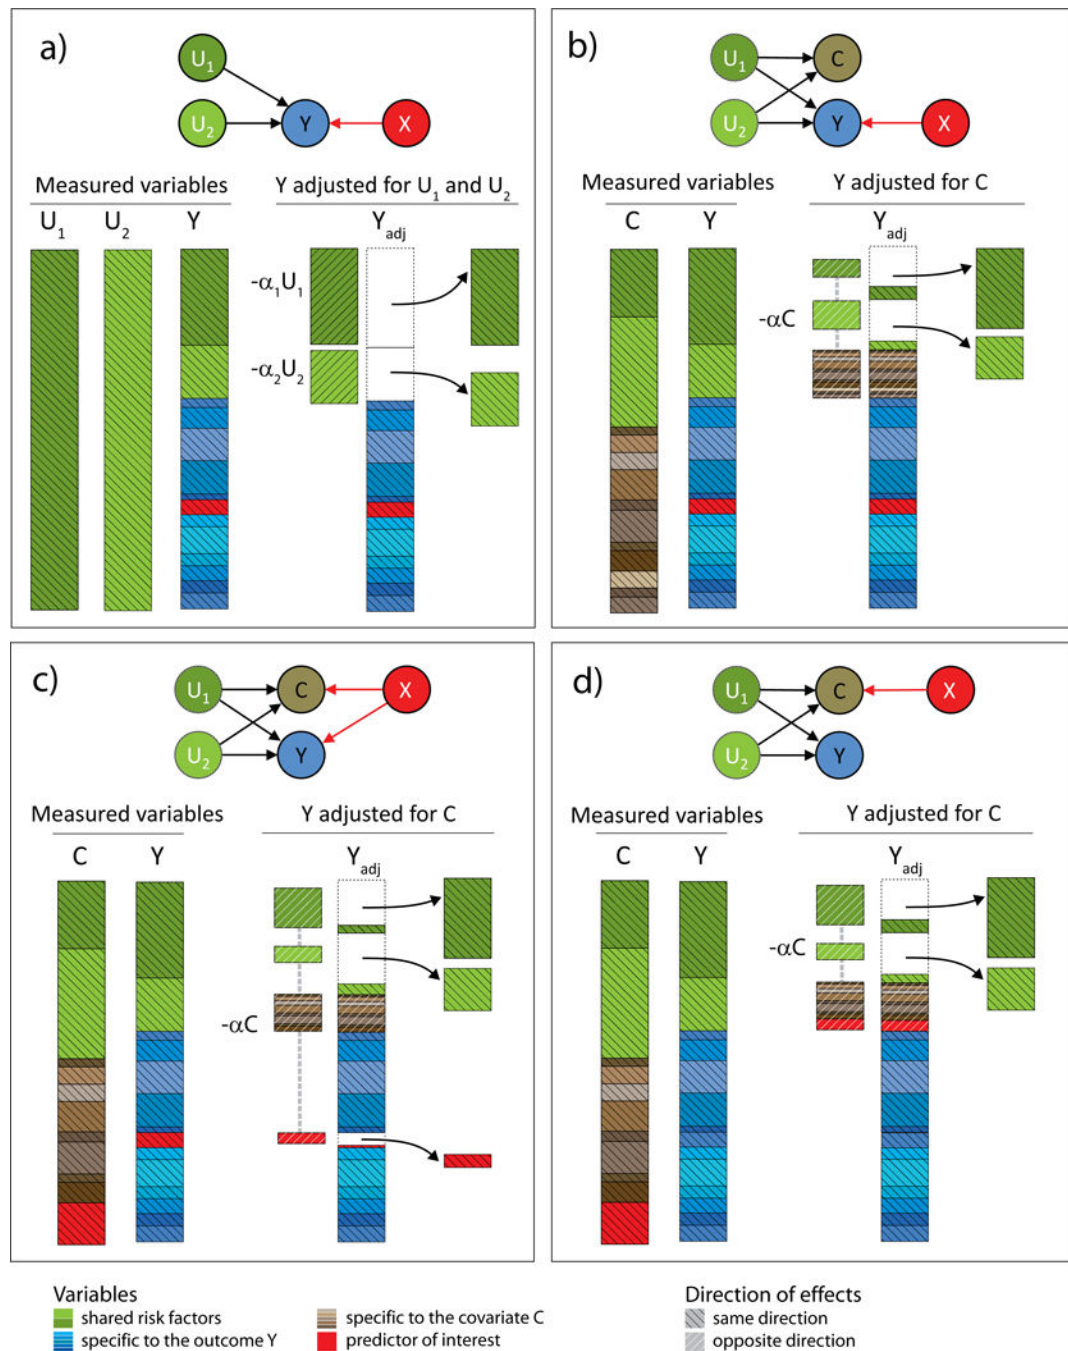 a)
U1
U2
Y
X
Measured variables
Y adjusted for U1 and U2
U1 U2 Y
Yadj
-α1U1
-α2U2
b)
U1
C
U2
Y
X
Measured variables
Y adjusted for C
C Y
Yadj
-αC
c)
U1
C
X
U2
Y
Measured variables
Y adjusted for C
C Y
Yadj
-αC
d)
U1
C
X
U2
Y
Measured variables
Y adjusted for C
C Y
Yadj
-αC
Variables
shared risk factors
specific to the outcome Y
specific to the covariate C
predictor of interest
Direction of effects
same direction
opposite direction